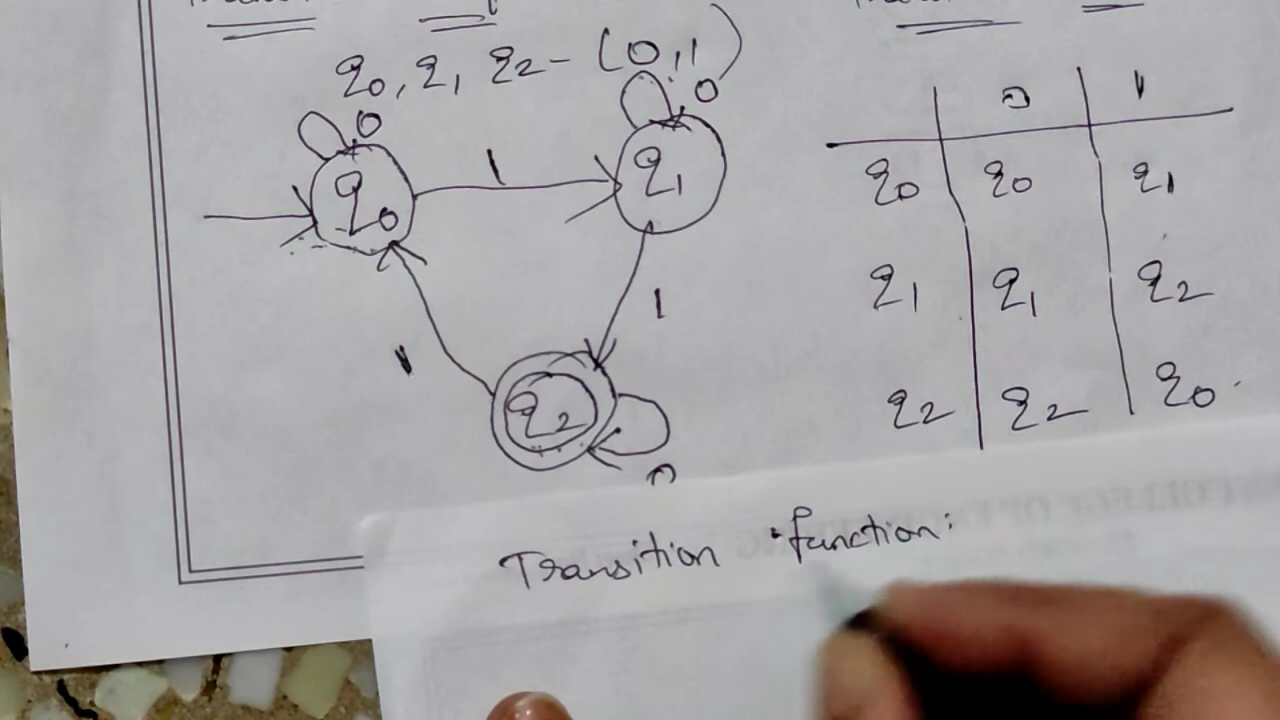 q0, q1 q2 - (0,1)
0
0
q0
1
q1
1
1
q2
0
0 1
q0 q0 q1
q1 q1 q2
q2 q2 q0
Transition function: